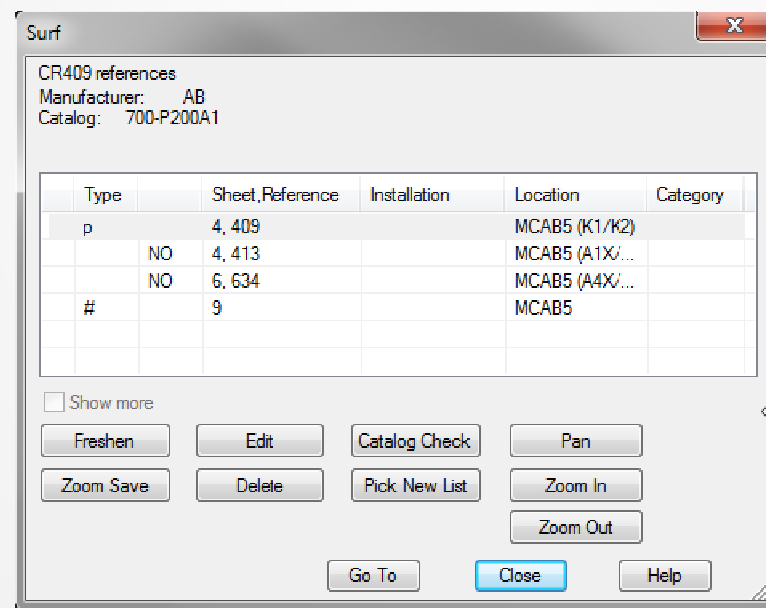 Surf
CR409 references
Manufacturer: AB
Catalog: 700-P200A1
Type Sheet,Reference Installation Location Category
p 4, 409 MCAB5 (K1/K2)
NO 4, 413 MCAB5 (A1X/...
NO 6, 634 MCAB5 (A4X/...
# 9 MCAB5
Show more
Freshen Edit Catalog Check Pan
Zoom Save Delete Pick New List Zoom In
Zoom Out
Go To Close Help